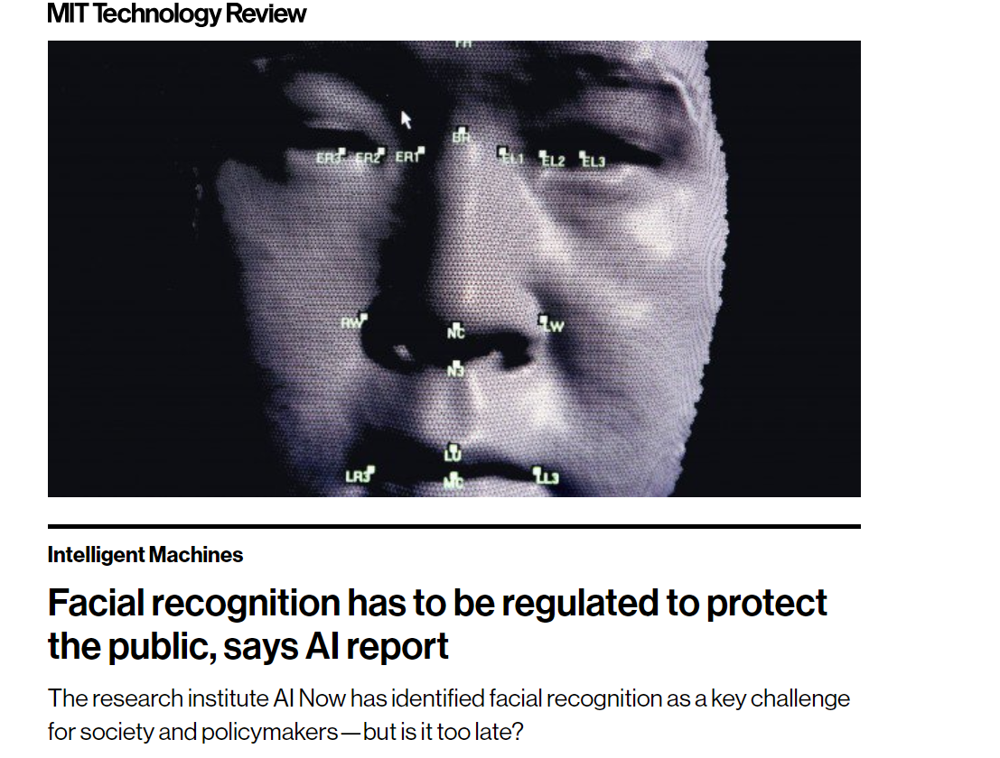 MIT Technology Review
FH
BR
ER3 ER2 ER1 EL1 EL2 EL3
RW NC LW
N3
LU
LR3 MC LL3
Intelligent Machines
Facial recognition has to be regulated to protect
the public, says AI report
The research institute AI Now has identified facial recognition as a key challenge
for society and policymakers—but is it too late?